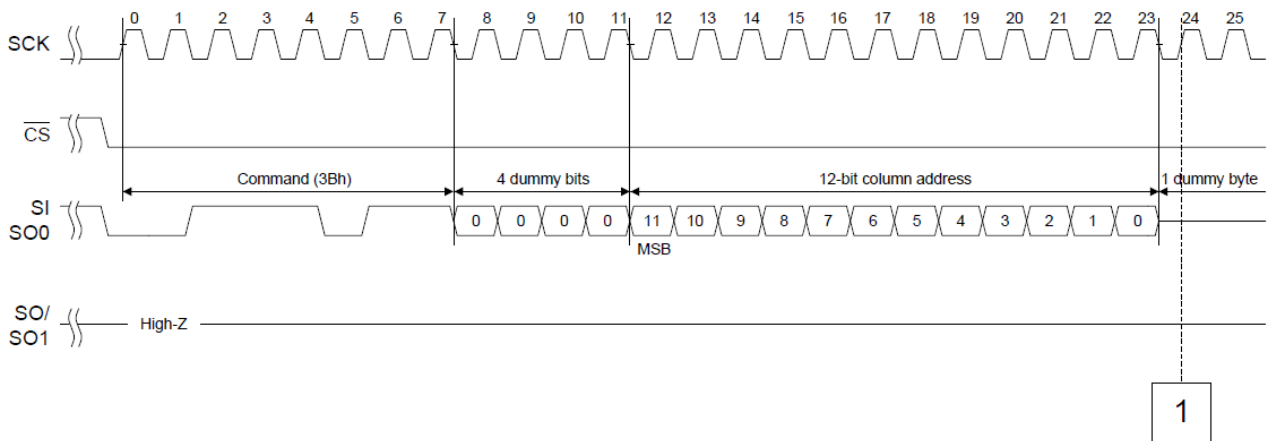 0 1 2 3 4 5 6 7 8 9 10 11 12 13 14 15 16 17 18 19 20 21 22 23 24 25
SCK
CS
Command (3Bh) 4 dummy bits 12-bit column address 1 dummy byte
SI
SO0
0 0 0 0 11 10 9 8 7 6 5 4 3 2 1 0
MSB
SO/
SO1
High-Z
1